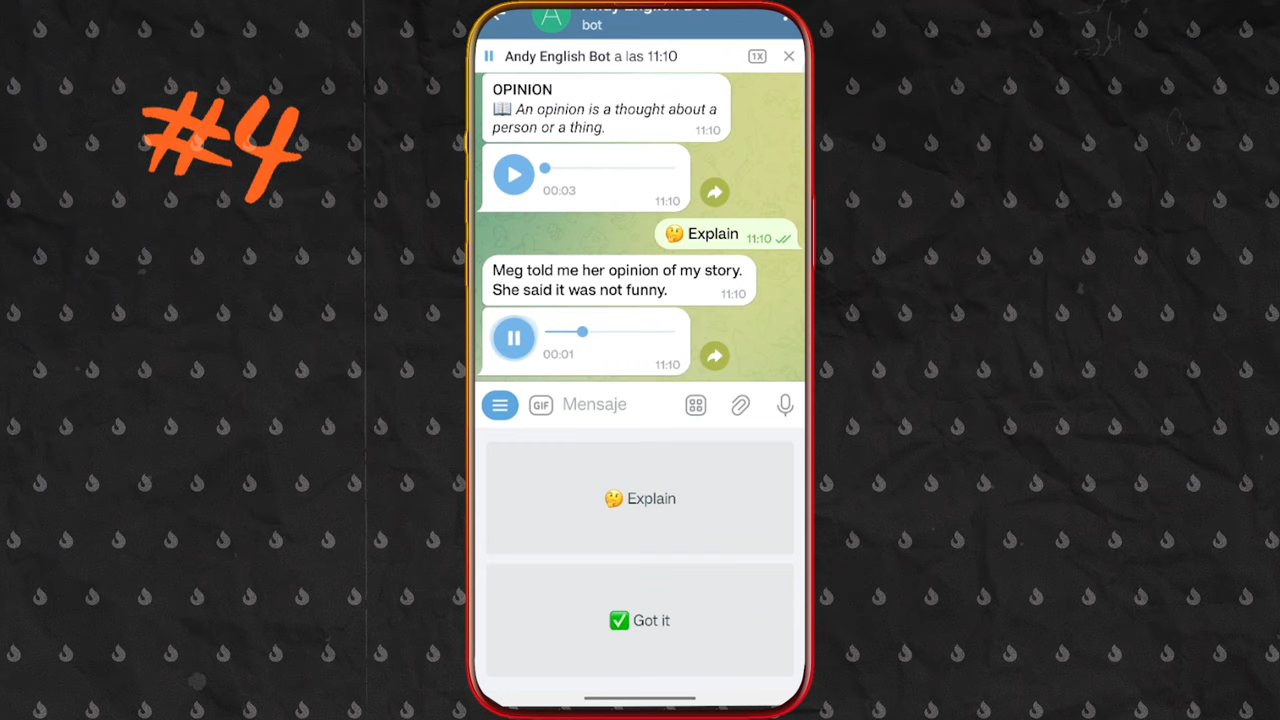 #4
Andy English Bot
bot
Andy English Bot a las 11:10
1X
OPINION
📖 An opinion is a thought about a
person or a thing.
11:10
00:03
11:10
🤔 Explain
11:10
Meg told me her opinion of my story.
She said it was not funny.
11:10
00:01
11:10
GIF
Mensaje
🤔 Explain
✅ Got it